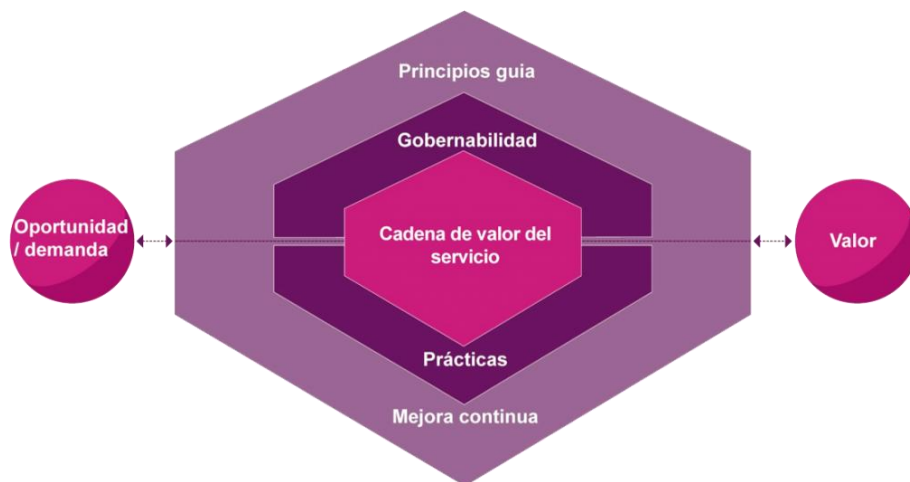 Principios guia
Gobernabilidad
Oportunidad
/ demanda
Cadena de valor del
servicio
Valor
Prácticas
Mejora continua